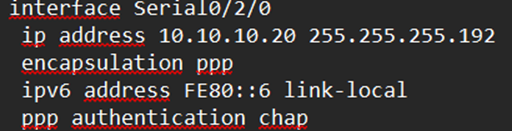 interface Serial0/2/0
ip address 10.10.10.20 255.255.255.192
encapsulation ppp
ipv6 address FE80::6 link-local
ppp authentication chap